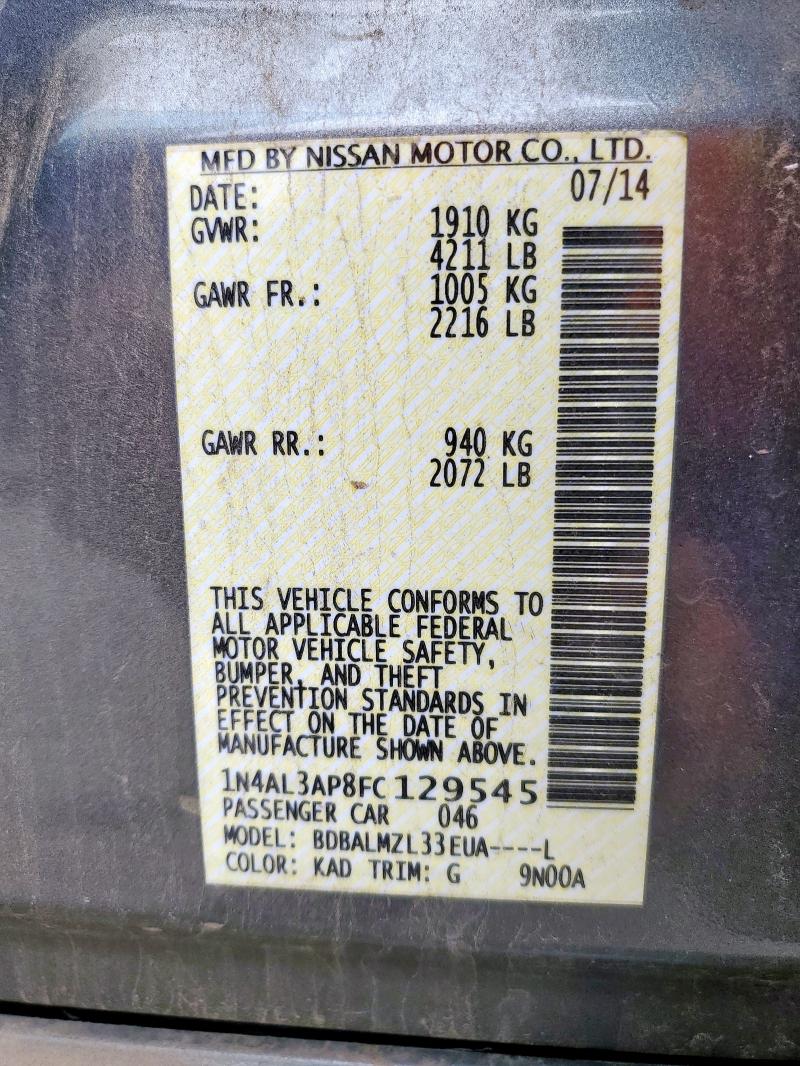 MFD BY NISSAN MOTOR CO., LTD.
DATE: 07/14
GVWR: 1910 KG
4211 LB
GAWR FR.: 1005 KG
2216 LB
GAWR RR.: 940 KG
2072 LB
THIS VEHICLE CONFORMS TO
ALL APPLICABLE FEDERAL
MOTOR VEHICLE SAFETY,
BUMPER, AND THEFT
PREVENTION STANDARDS IN
EFFECT ON THE DATE OF
MANUFACTURE SHOWN ABOVE.
1N4AL3AP8FC129545
PASSENGER CAR 046
MODEL: BDBALMZL33EUA----L
COLOR: KAD TRIM: G 9N00A